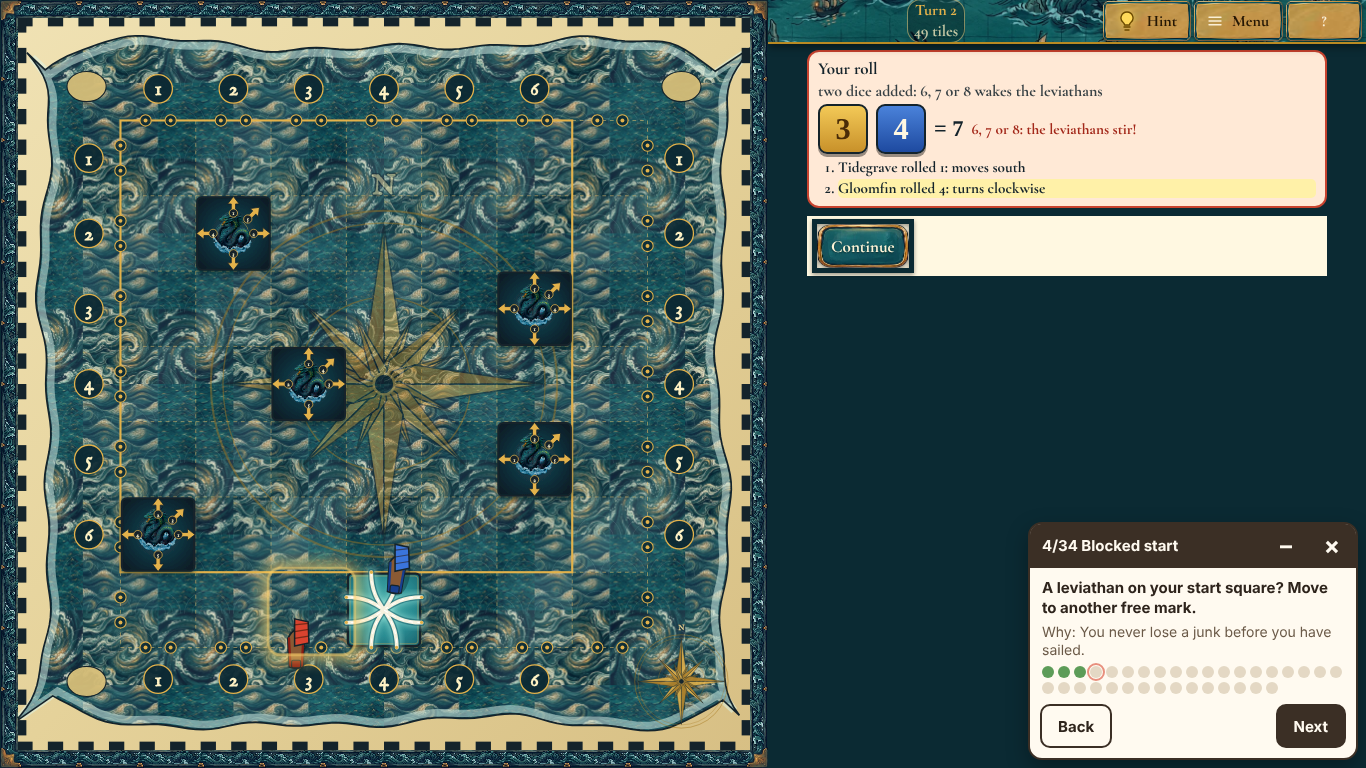 Turn 2
49 tiles
Hint
Menu
?
Your roll
two dice added: 6, 7 or 8 wakes the leviathans
3 4 = 7 6, 7 or 8: the leviathans stir!
1. Tidegrave rolled 1: moves south
2. Gloomfin rolled 4: turns clockwise
Continue
1 2 3 4 5 6
N
1 1
2 2
3 3
4 4
5 5
6 6
N
1 2 3 4 5 6
4/34 Blocked start
A leviathan on your start square? Move
to another free mark.
Why: You never lose a junk before you have
sailed.
Back
Next